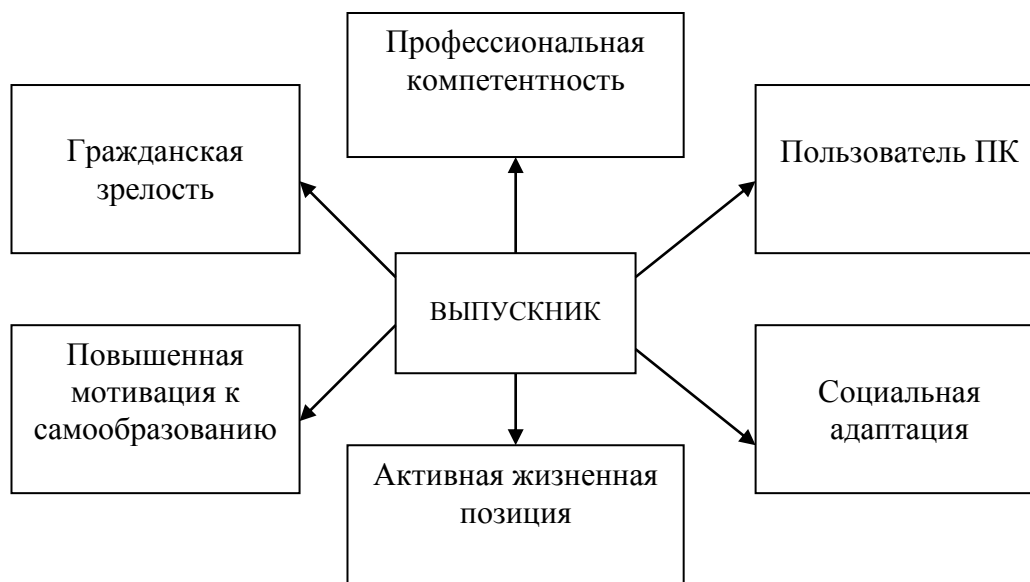 Профессиональная
компетентность
Гражданская
зрелость
Пользователь ПК
ВЫПУСКНИК
Повышенная
мотивация к
самообразованию
Социальная
адаптация
Активная жизненная
позиция